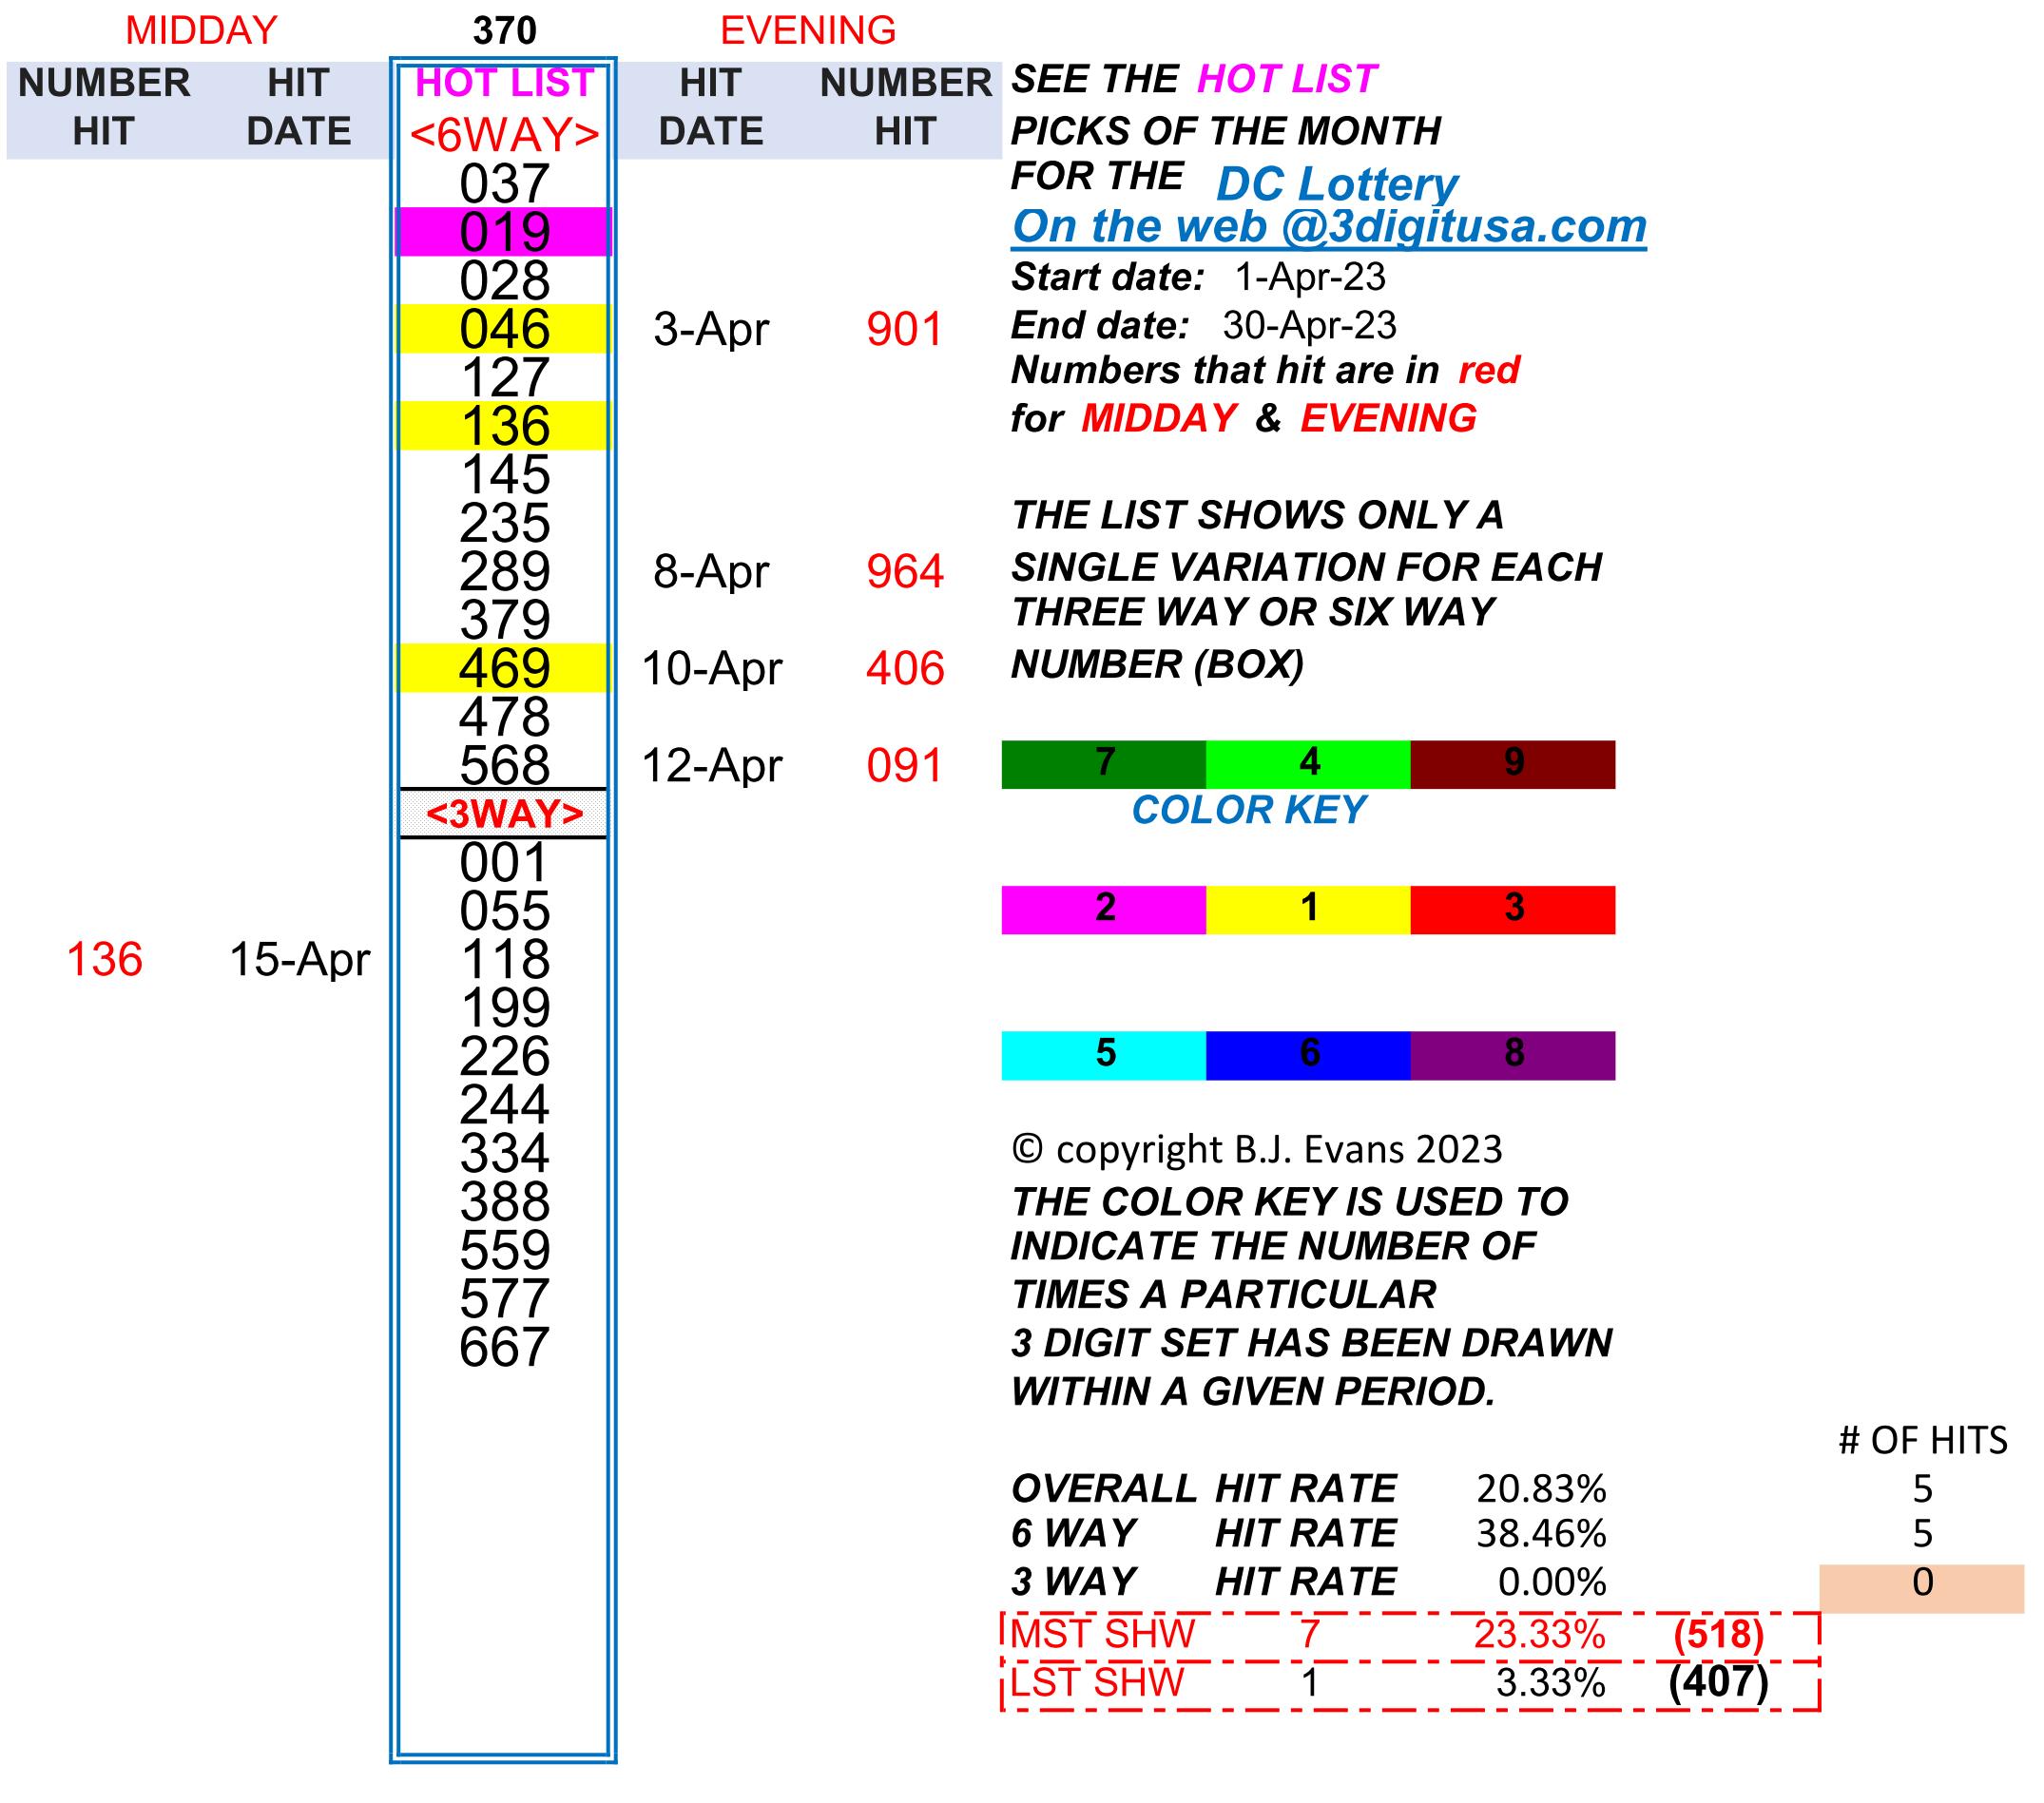 MIDDAY 370 EVENING
NUMBER HIT HOT LIST HIT NUMBER SEE THE HOT LIST
HIT DATE <6WAY> DATE HIT PICKS OF THE MONTH
037 FOR THE DC Lottery
019 On the web @3digitusa.com
028 Start date: 1-Apr-23
046 3-Apr 901 End date: 30-Apr-23
127 Numbers that hit are in red
136 for MIDDAY & EVENING
145
235 THE LIST SHOWS ONLY A
289 8-Apr 964 SINGLE VARIATION FOR EACH
379 THREE WAY OR SIX WAY
469 10-Apr 406 NUMBER (BOX)
478
568 12-Apr 091 7 4 9
<3WAY> COLOR KEY
001
055 2 1 3
136 15-Apr 118
199
226 5 6 8
244
334 © copyright B.J. Evans 2023
388 THE COLOR KEY IS USED TO
559 INDICATE THE NUMBER OF
577 TIMES A PARTICULAR
667 3 DIGIT SET HAS BEEN DRAWN
WITHIN A GIVEN PERIOD.
# OF HITS
OVERALL HIT RATE 20.83% 5
6 WAY HIT RATE 38.46% 5
3 WAY HIT RATE 0.00% 0
MST SHW 7 23.33% (518)
LST SHW 1 3.33% (407)